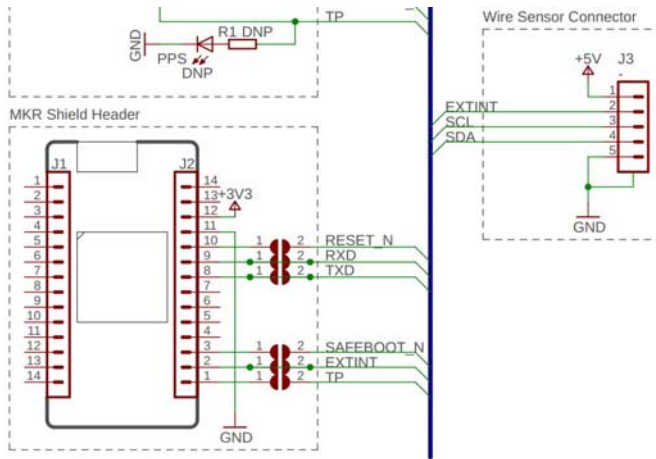 TP
R1 DNP
GND
PPS
DNP
Wire Sensor Connector
+5V
J3
-
1
2
3
4
5
EXTINT
SCL
SDA
GND
MKR Shield Header
J1
1
2
3
4
5
6
7
8
9
10
11
12
13
14
J2
14
13
12
11
10
9
8
7
6
5
4
3
2
1
+3V3
1 2 RESET_N
1 2 RXD
1 2 TXD
1 2 SAFEBOOT_N
1 2 EXTINT
1 2 TP
GND